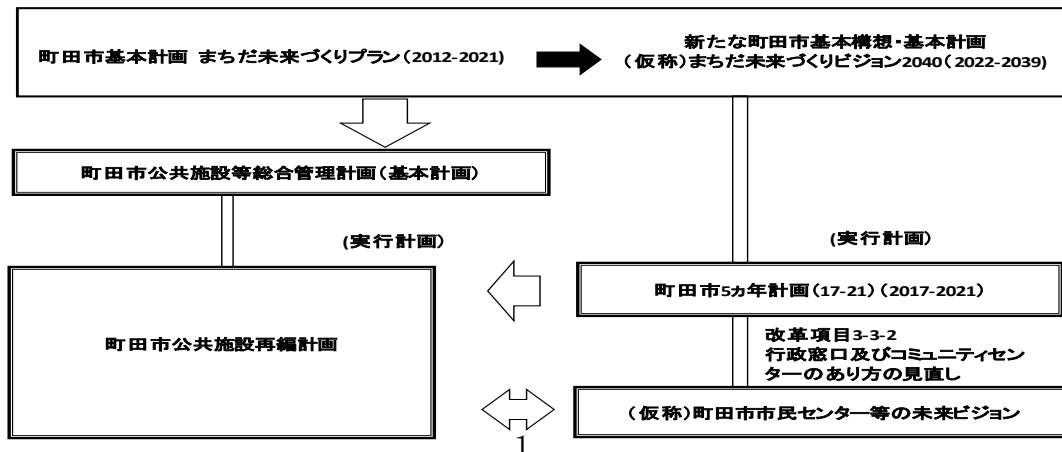 町田市基本計画 まちだ未来づくりプラン(2012-2021)
新たな町田市基本構想・基本計画
(仮称)まちだ未来づくりビジョン2040(2022-2039)
町田市公共施設等総合管理計画(基本計画)
(実行計画)
(実行計画)
町田市5ヵ年計画(17-21)(2017-2021)
町田市公共施設再編計画
改革項目3-3-2
行政窓口及びコミュニティセン
ターのあり方の見直し
(仮称)町田市市民センター等の未来ビジョン
1